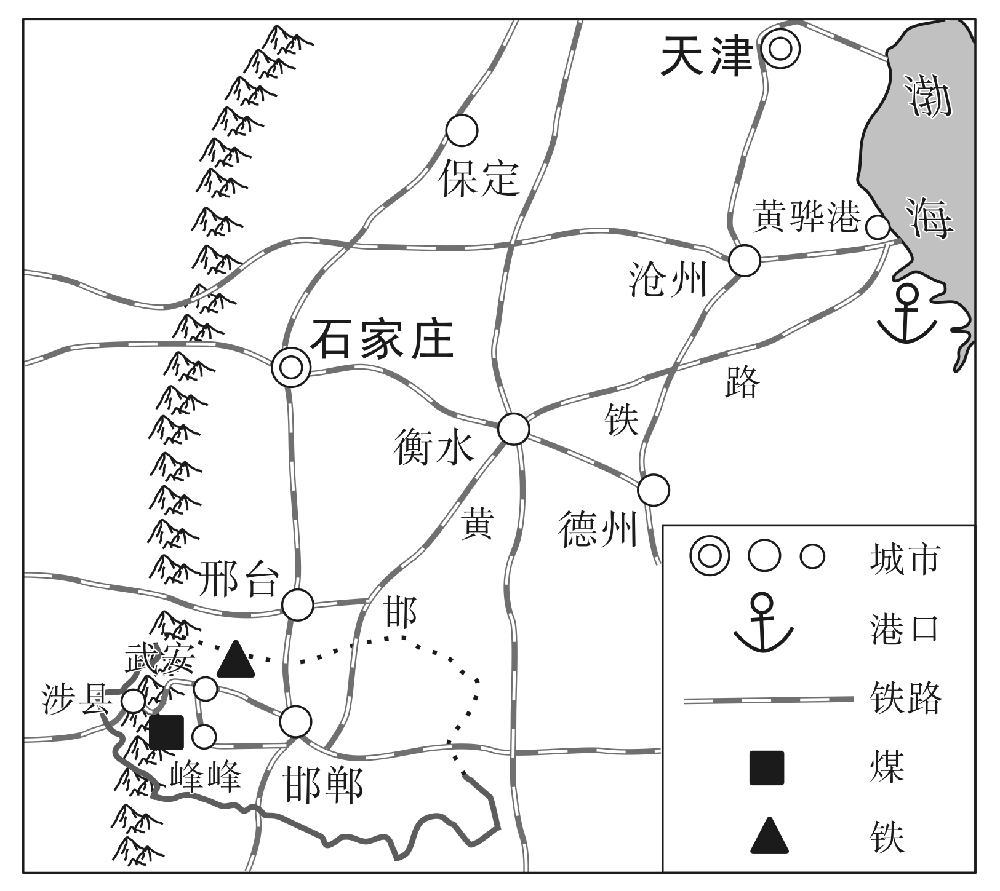 天津
渤
海
保定
黄骅港
沧州
石家庄
路
铁
衡水
黄
德州
邢台
邯
武安
涉县
峰峰
邯郸
城市
港口
铁路
煤
铁